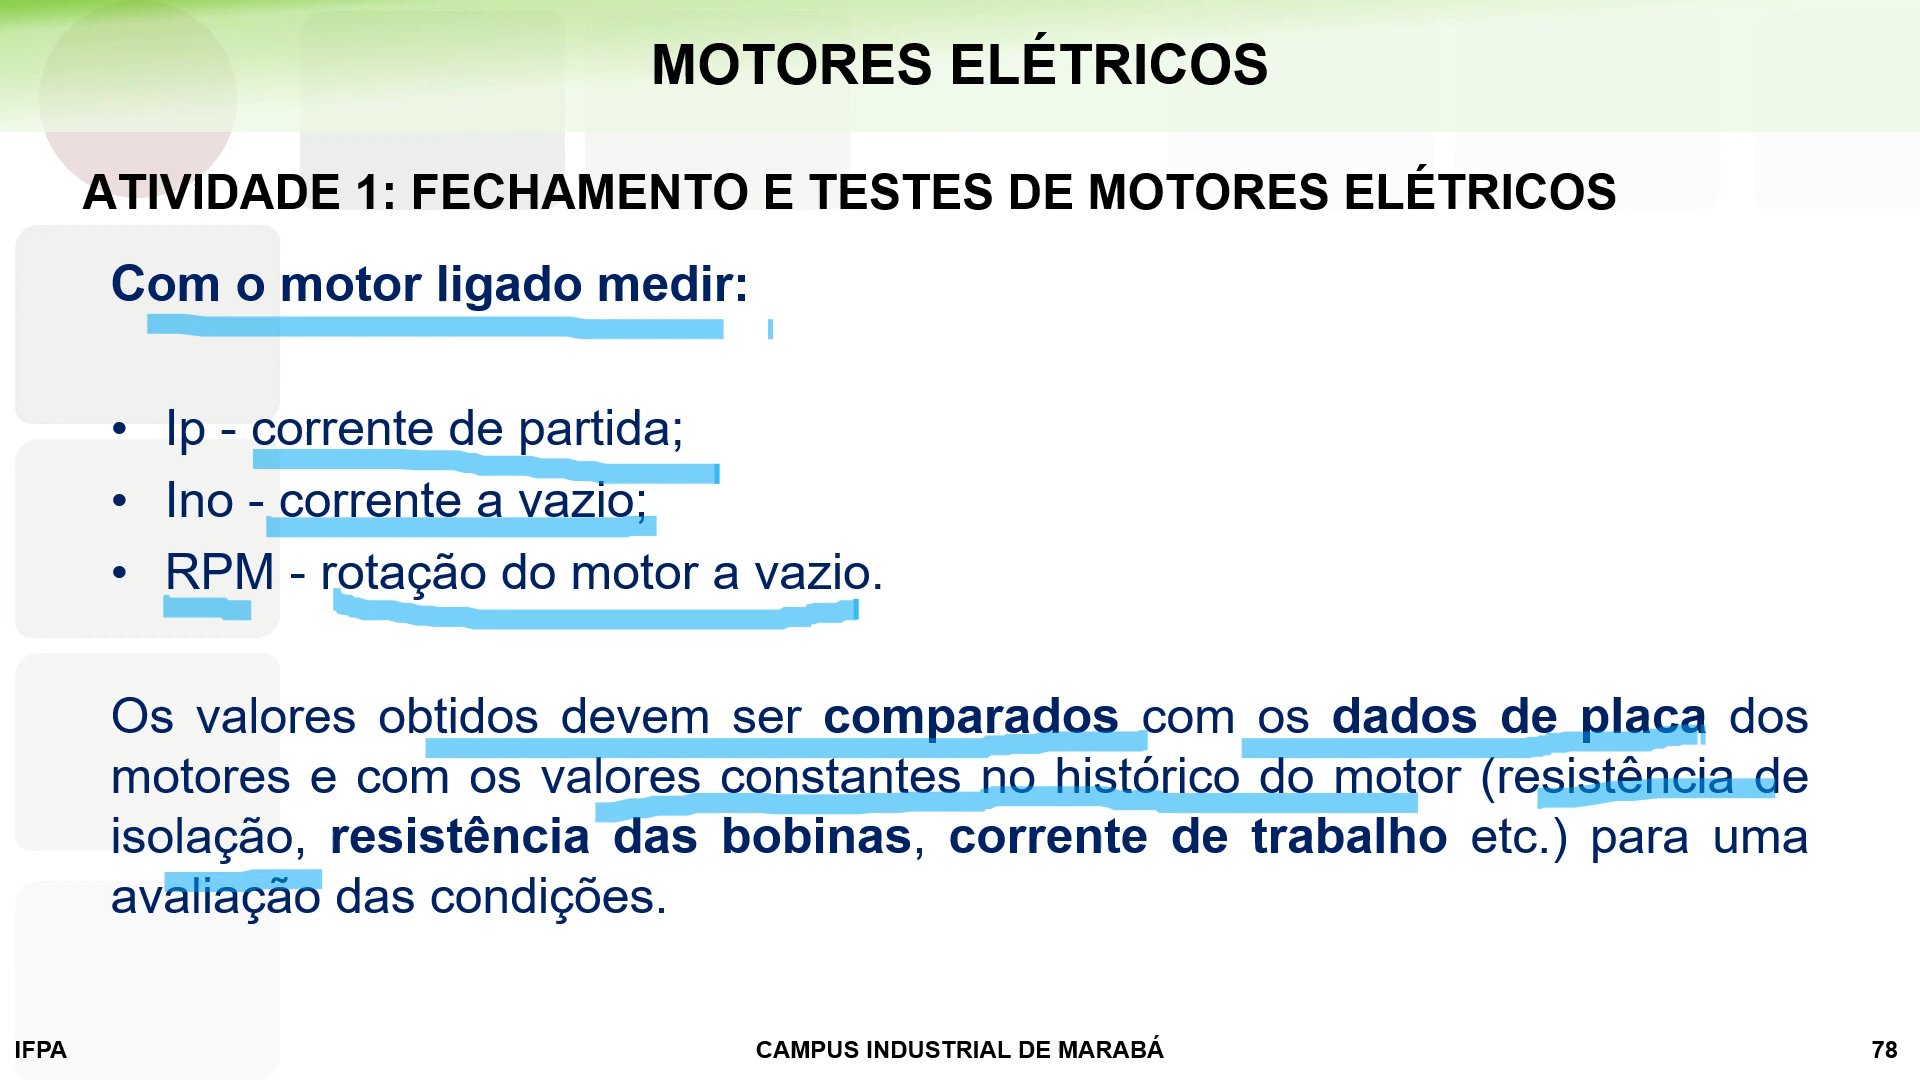 MOTORES ELÉTRICOS
ATIVIDADE 1: FECHAMENTO E TESTES DE MOTORES ELÉTRICOS
Com o motor ligado medir:
• Ip - corrente de partida;
• Ino - corrente a vazio;
• RPM - rotação do motor a vazio.
Os valores obtidos devem ser comparados com os dados de placa dos
motores e com os valores constantes no histórico do motor (resistência de
isolação, resistência das bobinas, corrente de trabalho etc.) para uma
avaliação das condições.
IFPA
CAMPUS INDUSTRIAL DE MARABÁ
78